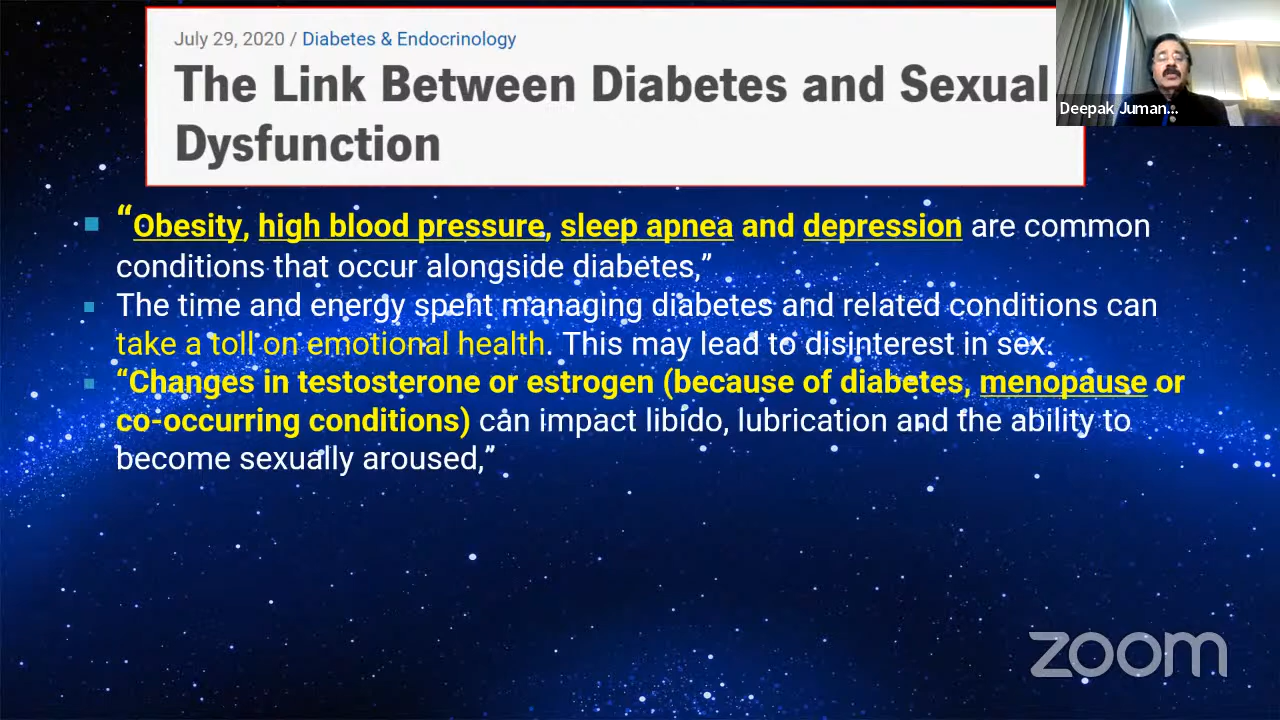 July 29, 2020 / Diabetes & Endocrinology
The Link Between Diabetes and Sexual
Dysfunction
Deepak Juman...
“Obesity, high blood pressure, sleep apnea and depression are common
conditions that occur alongside diabetes,”
The time and energy spent managing diabetes and related conditions can
take a toll on emotional health. This may lead to disinterest in sex.
“Changes in testosterone or estrogen (because of diabetes, menopause or
co-occurring conditions) can impact libido, lubrication and the ability to
become sexually aroused,”
zoom